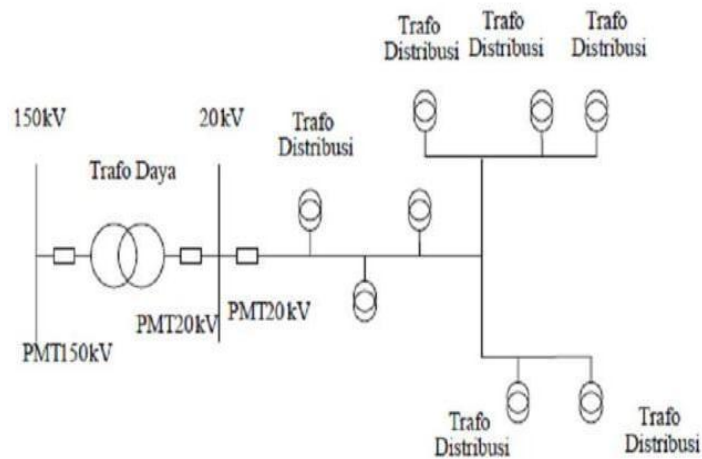 Trafo
Distribusi
Trafo
Distribusi
Trafo
Distribusi
150kV
20kV
Trafo
Distribusi
Trafo Daya
PMT20kV
PMT20kV
PMT150kV
Trafo
Distribusi
Trafo
Distribusi